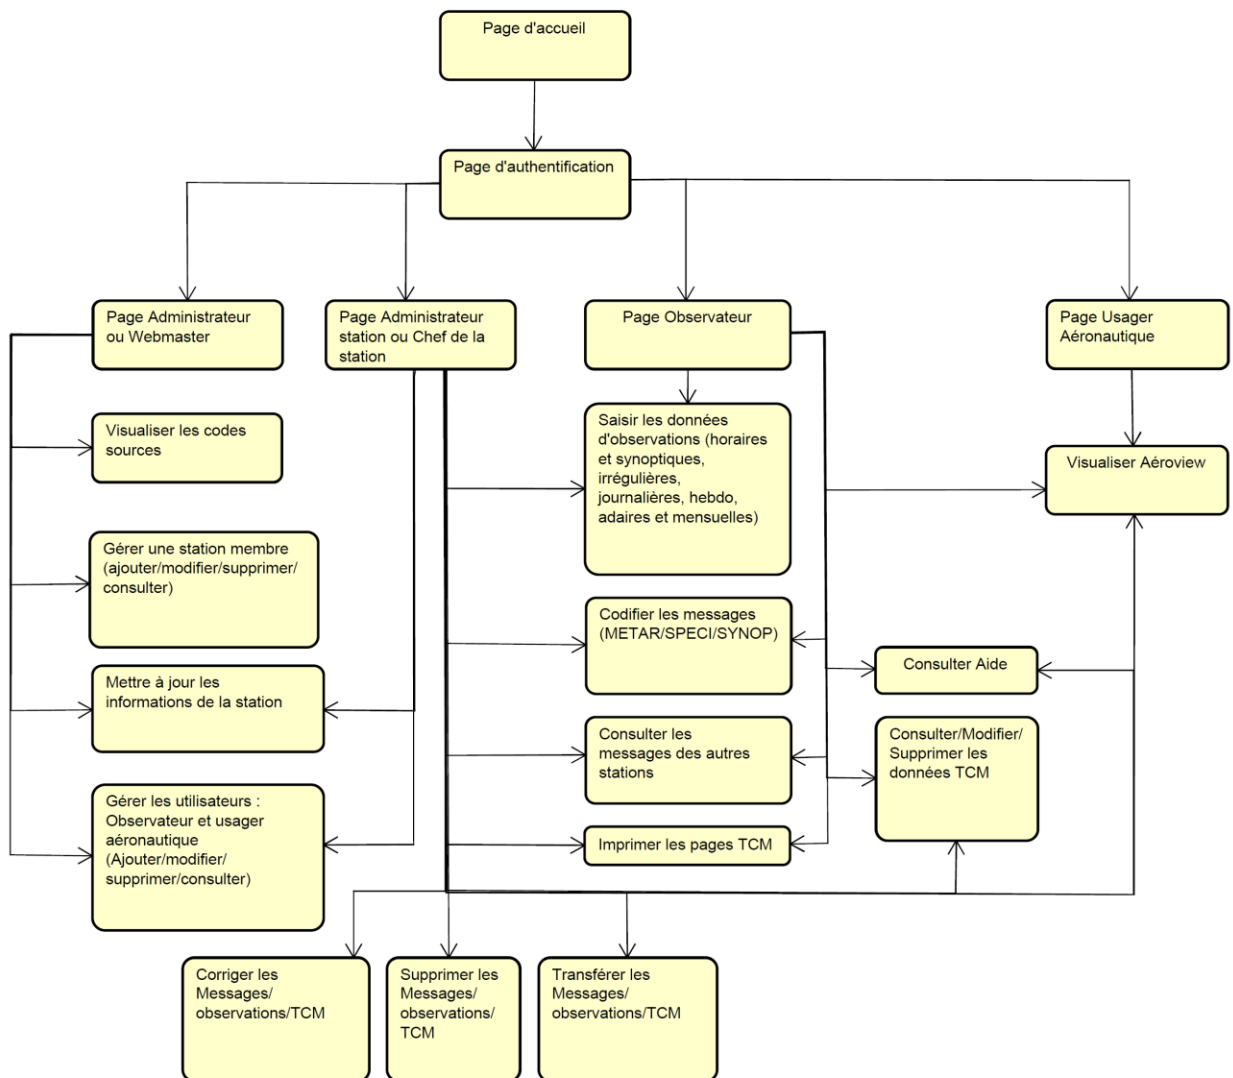 Page d'accueil
Page d'authentification
Page Administrateur
ou Webmaster
Page Administrateur
station ou Chef de la
station
Page Observateur
Page Usager
Aéronautique
Visualiser les codes
sources
Saisir les données
d'observations (horaires
et synoptiques,
irrégulières,
journalières, hebdo,
adaires et mensuelles)
Visualiser Aéroview
Gérer une station membre
(ajouter/modifier/supprimer/
consulter)
Codifier les messages
(METAR/SPECI/SYNOP)
Consulter Aide
Mettre à jour les
informations de la station
Consulter les
messages des autres
stations
Consulter/Modifier/
Supprimer les
données TCM
Gérer les utilisateurs :
Observateur et usager
aéronautique
(Ajouter/modifier/
supprimer/consulter)
Imprimer les pages TCM
Corriger les
Messages/
observations/TCM
Supprimer les
Messages/
observations/
TCM
Transférer les
Messages/
observations/TCM